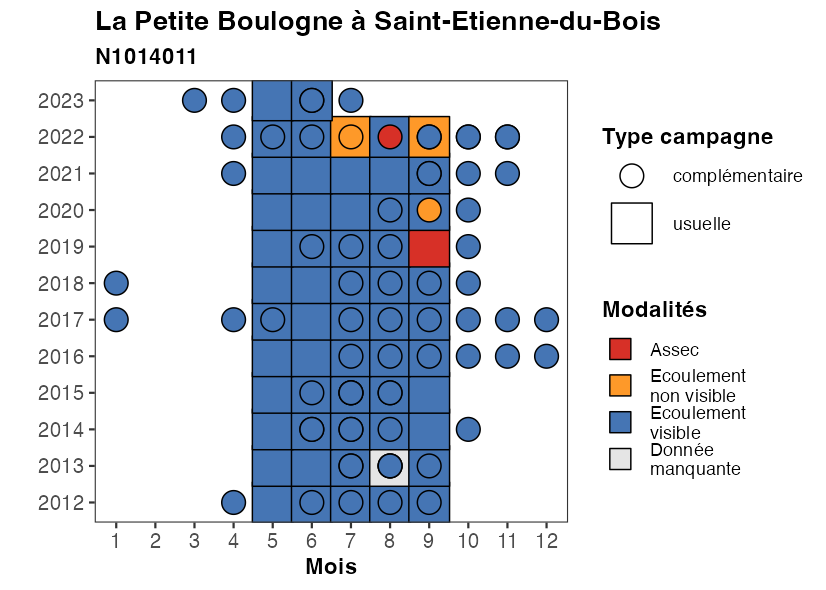 La Petite Boulogne à Saint-Etienne-du-Bois
N1014011
2023
2022
2021
2020
2019
2018
2017
2016
2015
2014
2013
2012
1 2 3 4 5 6 7 8 9 10 11 12
Mois
Type campagne
complémentaire
usuelle
Modalités
Assec
Ecoulement
non visible
Ecoulement
visible
Donnée
manquante